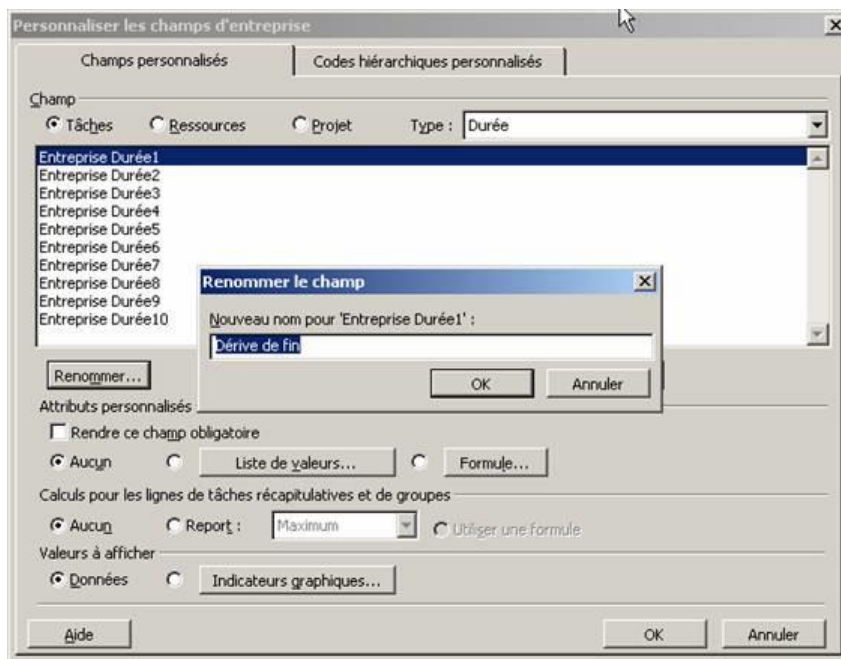 Personnaliser les champs d'entreprise
Champs personnalisés Codes hiérarchiques personnalisés
Champ
Tâches Ressources Projet Type : Durée
Entreprise Durée1
Entreprise Durée2
Entreprise Durée3
Entreprise Durée4
Entreprise Durée5
Entreprise Durée6
Entreprise Durée7
Entreprise Durée8
Entreprise Durée9
Entreprise Durée10
Renommer le champ
Nouveau nom pour 'Entreprise Durée1' :
Dérive de fin
OK Annuler
Renommer...
Attributs personnalisés
Rendre ce champ obligatoire
Aucun Liste de valeurs... Formule...
Calculs pour les lignes de tâches récapitulatives et de groupes
Aucun Report : Maximum Utiliser une formule
Valeurs à afficher
Données Indicateurs graphiques...
Aide OK Annuler